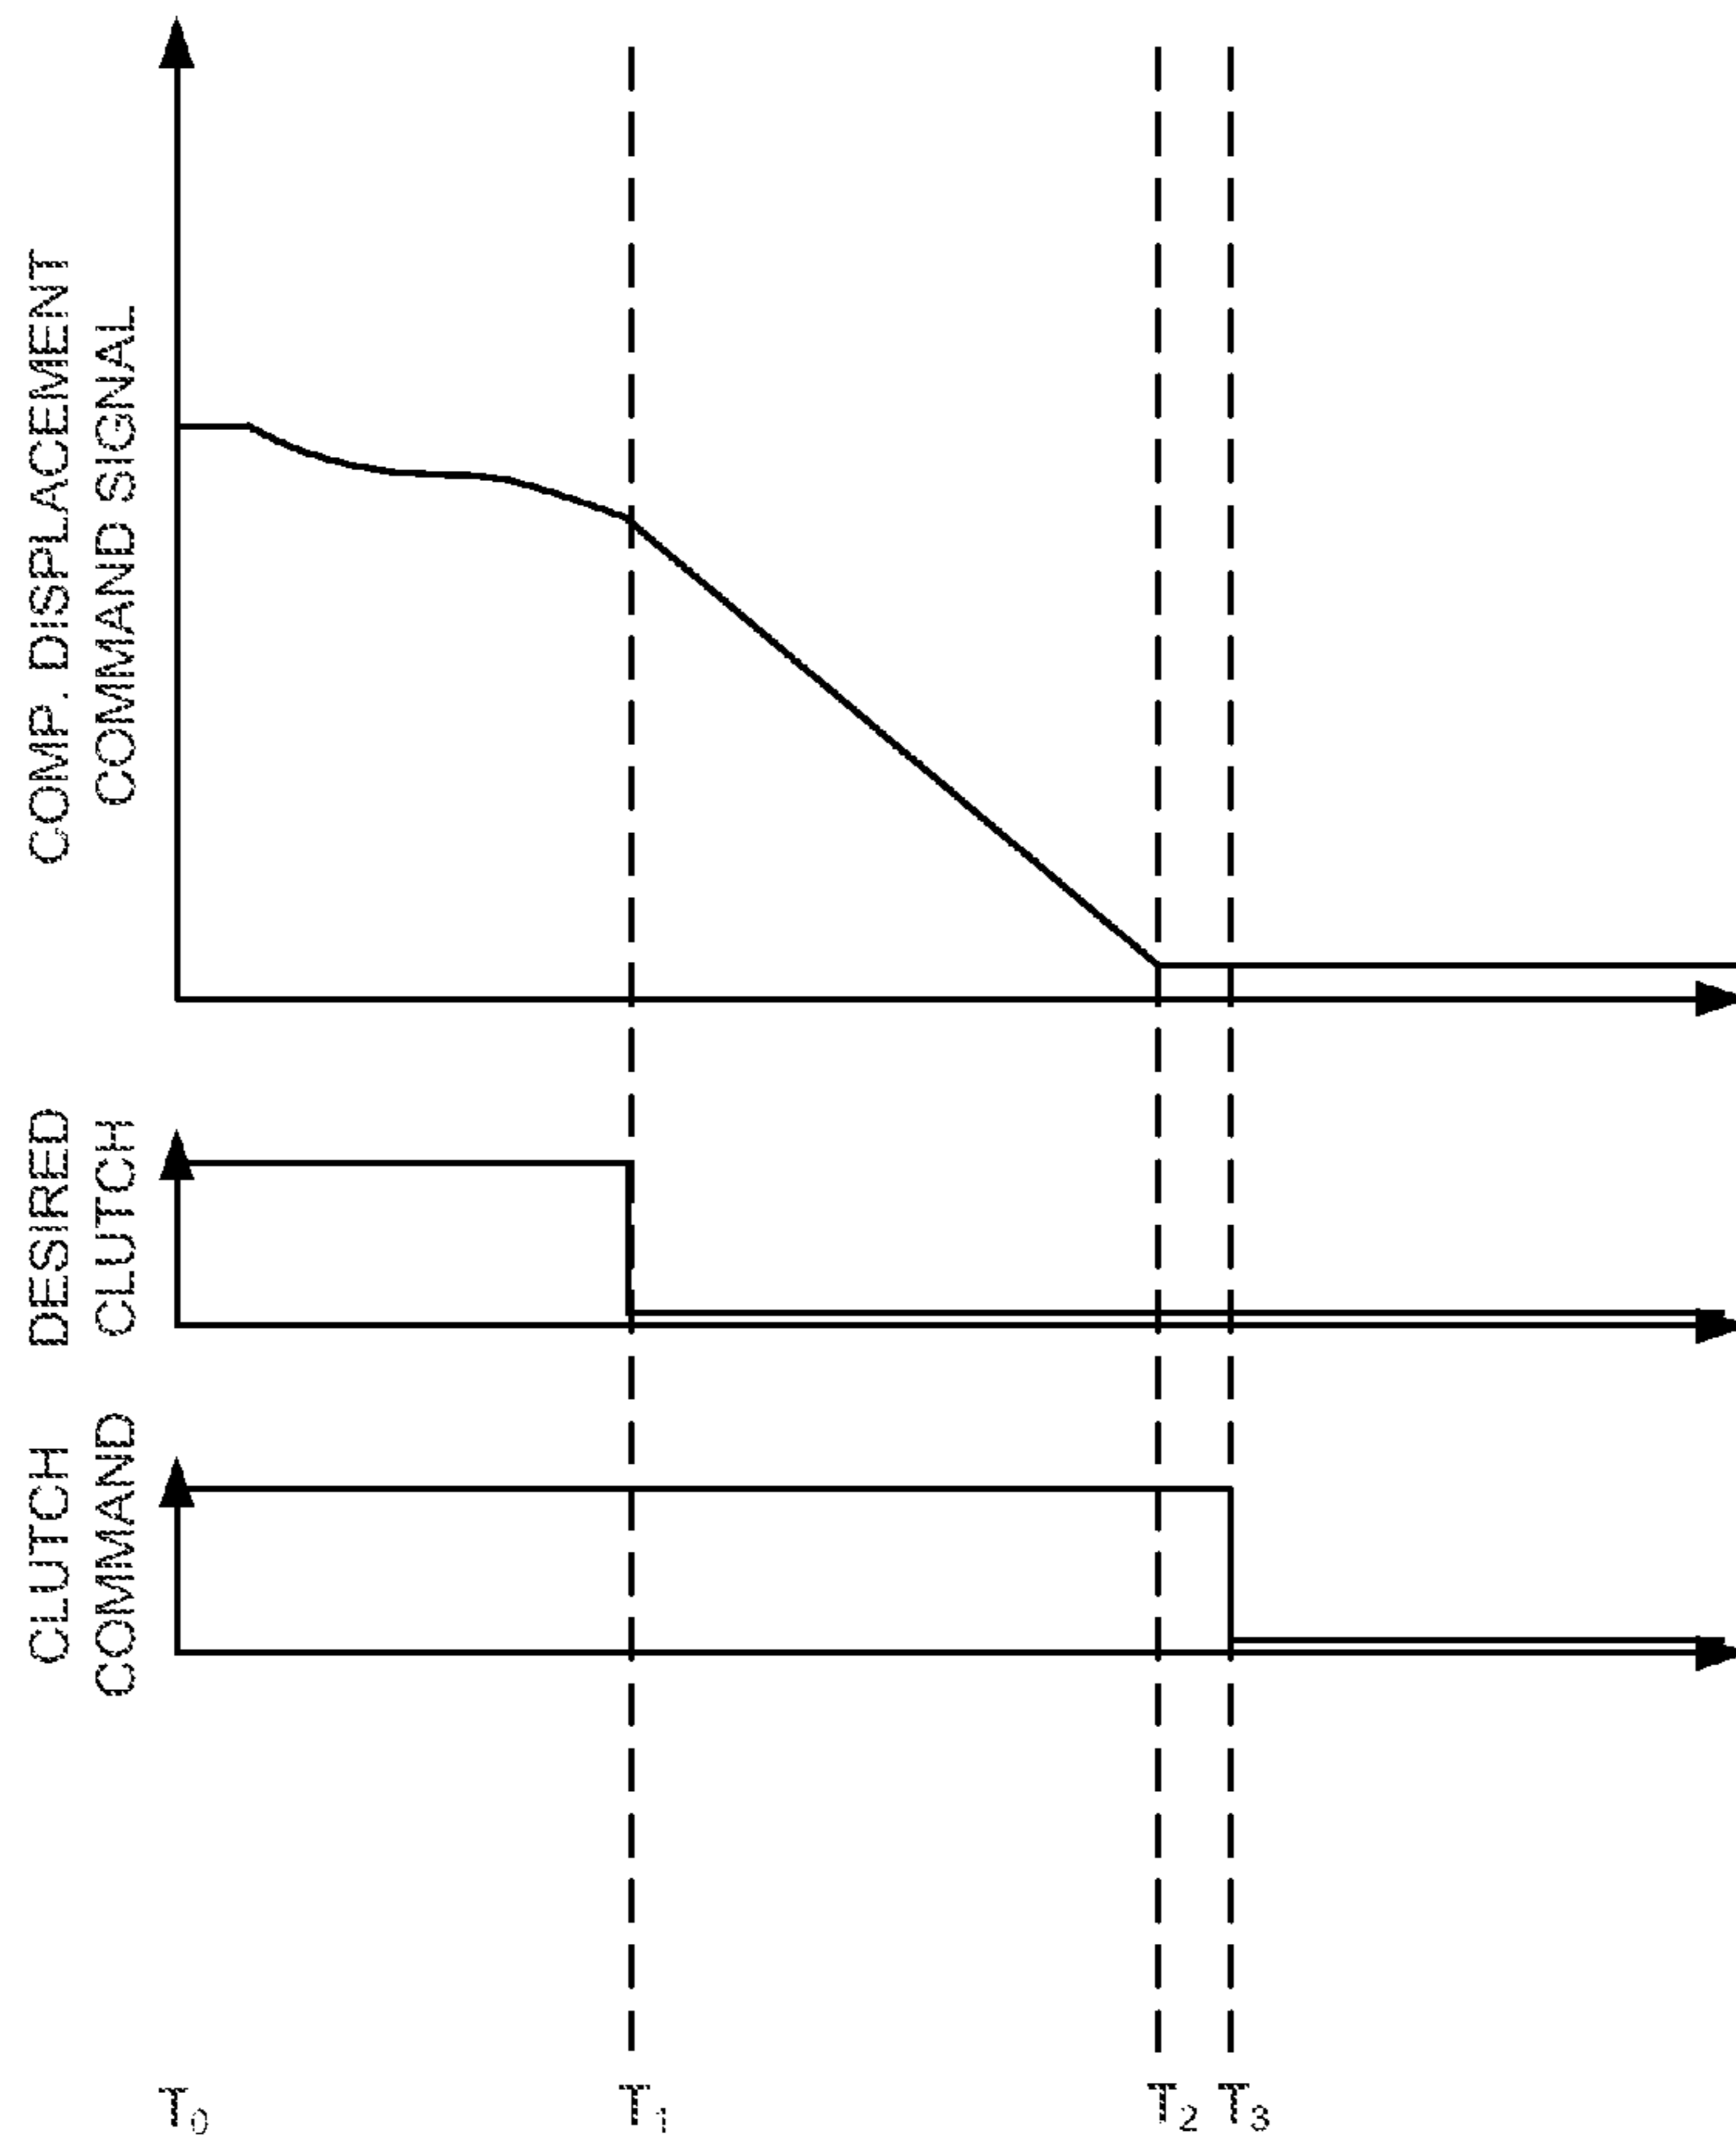 COMP. DISPLACEMENT
COMMAND SIGNAL
DESIRED
CLUTCH
CLUTCH
COMMAND
T0 T1 T2 T3